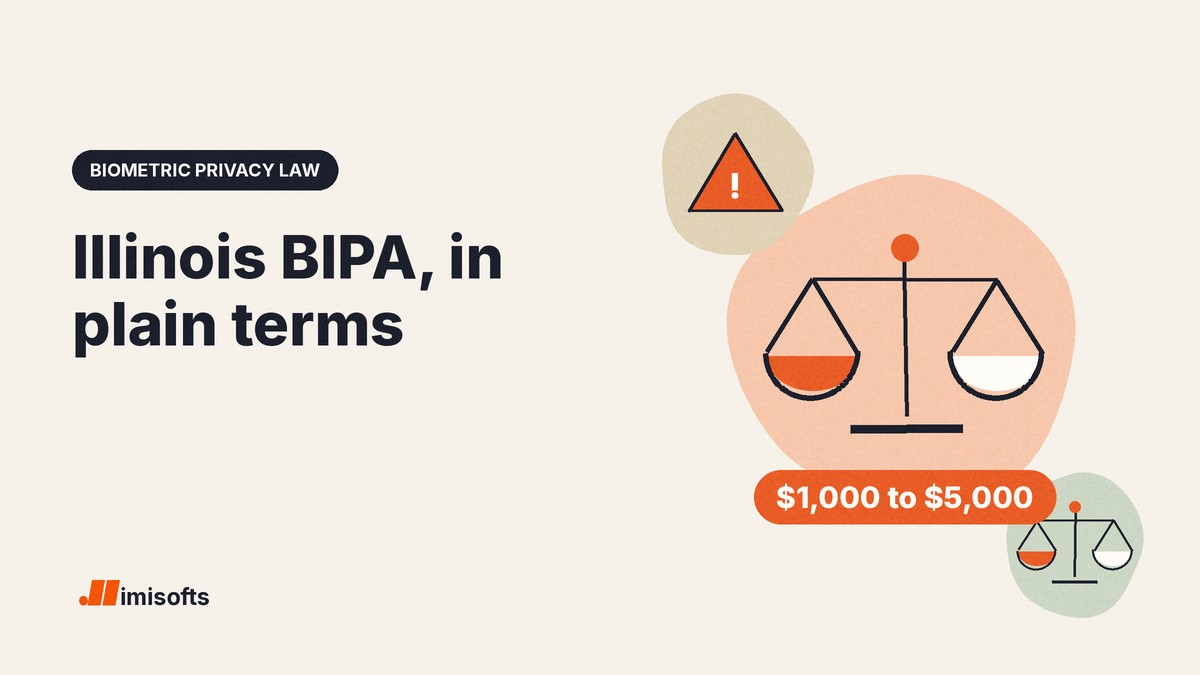 BIOMETRIC PRIVACY LAW
Illinois BIPA, in
plain terms
!
$1,000 to $5,000
imisofts